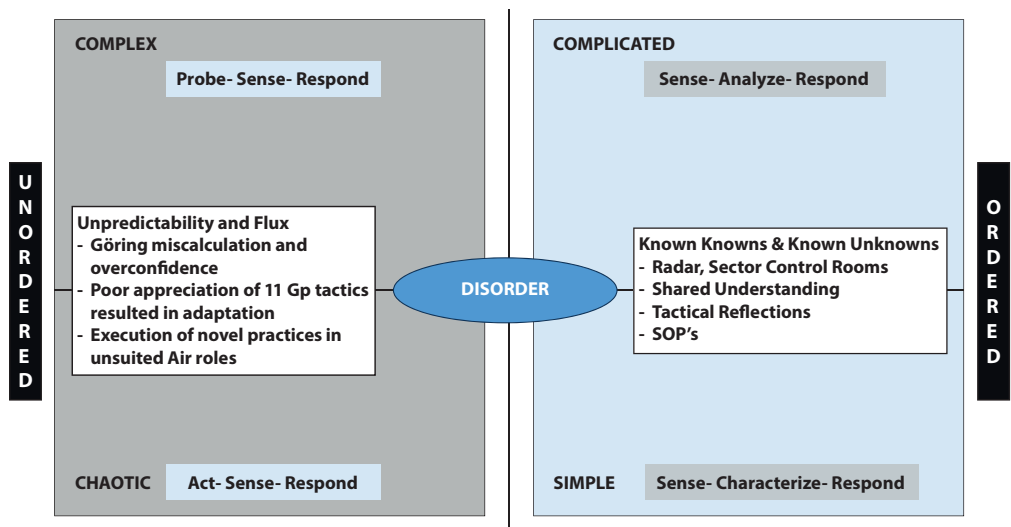 COMPLEX
Probe- Sense- Respond
COMPLICATED
Sense- Analyze- Respond
UNORDERED
Unpredictability and Flux
- Göring miscalculation and
overconfidence
- Poor appreciation of 11 Gp tactics
resulted in adaptation
- Execution of novel practices in
unsuited Air roles
DISORDER
Known Knowns & Known Unknowns
- Radar, Sector Control Rooms
- Shared Understanding
- Tactical Reflections
- SOP's
ORDERED
CHAOTIC
Act- Sense- Respond
SIMPLE
Sense- Characterize- Respond